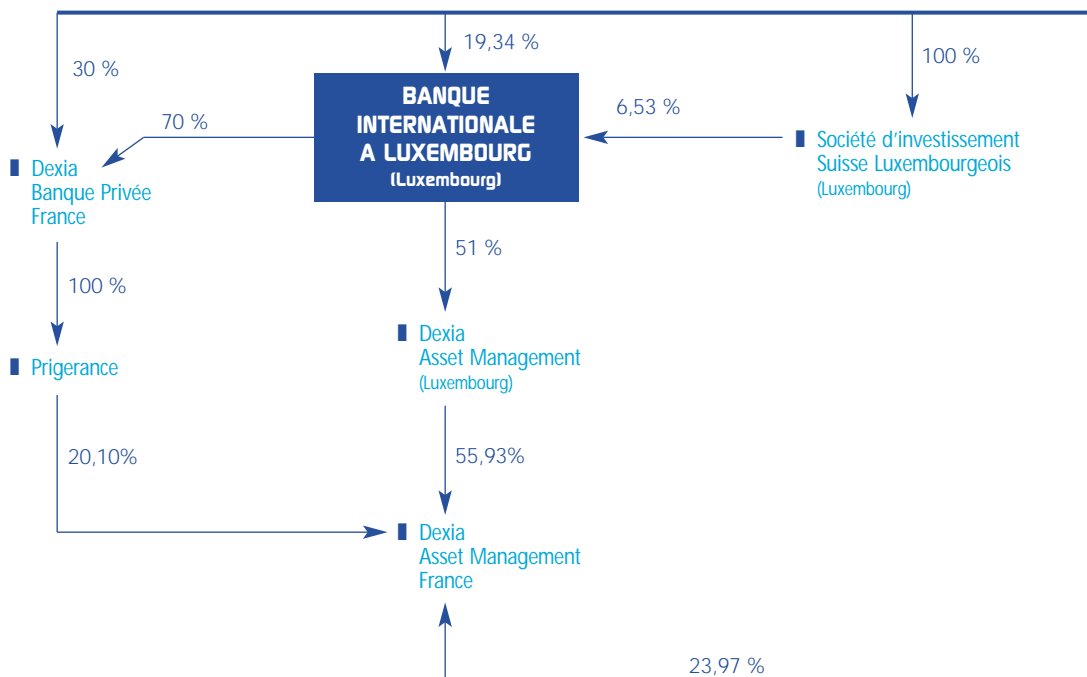 19,34 %
30 %
100 %
BANQUE
INTERNATIONALE
A LUXEMBOURG
(Luxembourg)
6,53 %
70 %
Société d'investissement
Suisse Luxembourgeois
(Luxembourg)
Dexia
Banque Privée
France
51 %
100 %
Dexia
Asset Management
(Luxembourg)
Prigerance
20,10%
55,93%
Dexia
Asset Management
France
23,97 %